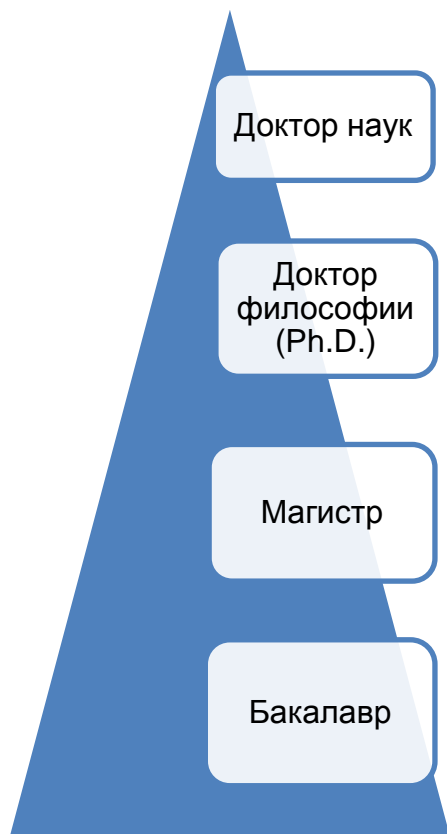 Доктор наук
Доктор
философии
(Ph.D.)
Магистр
Бакалавр